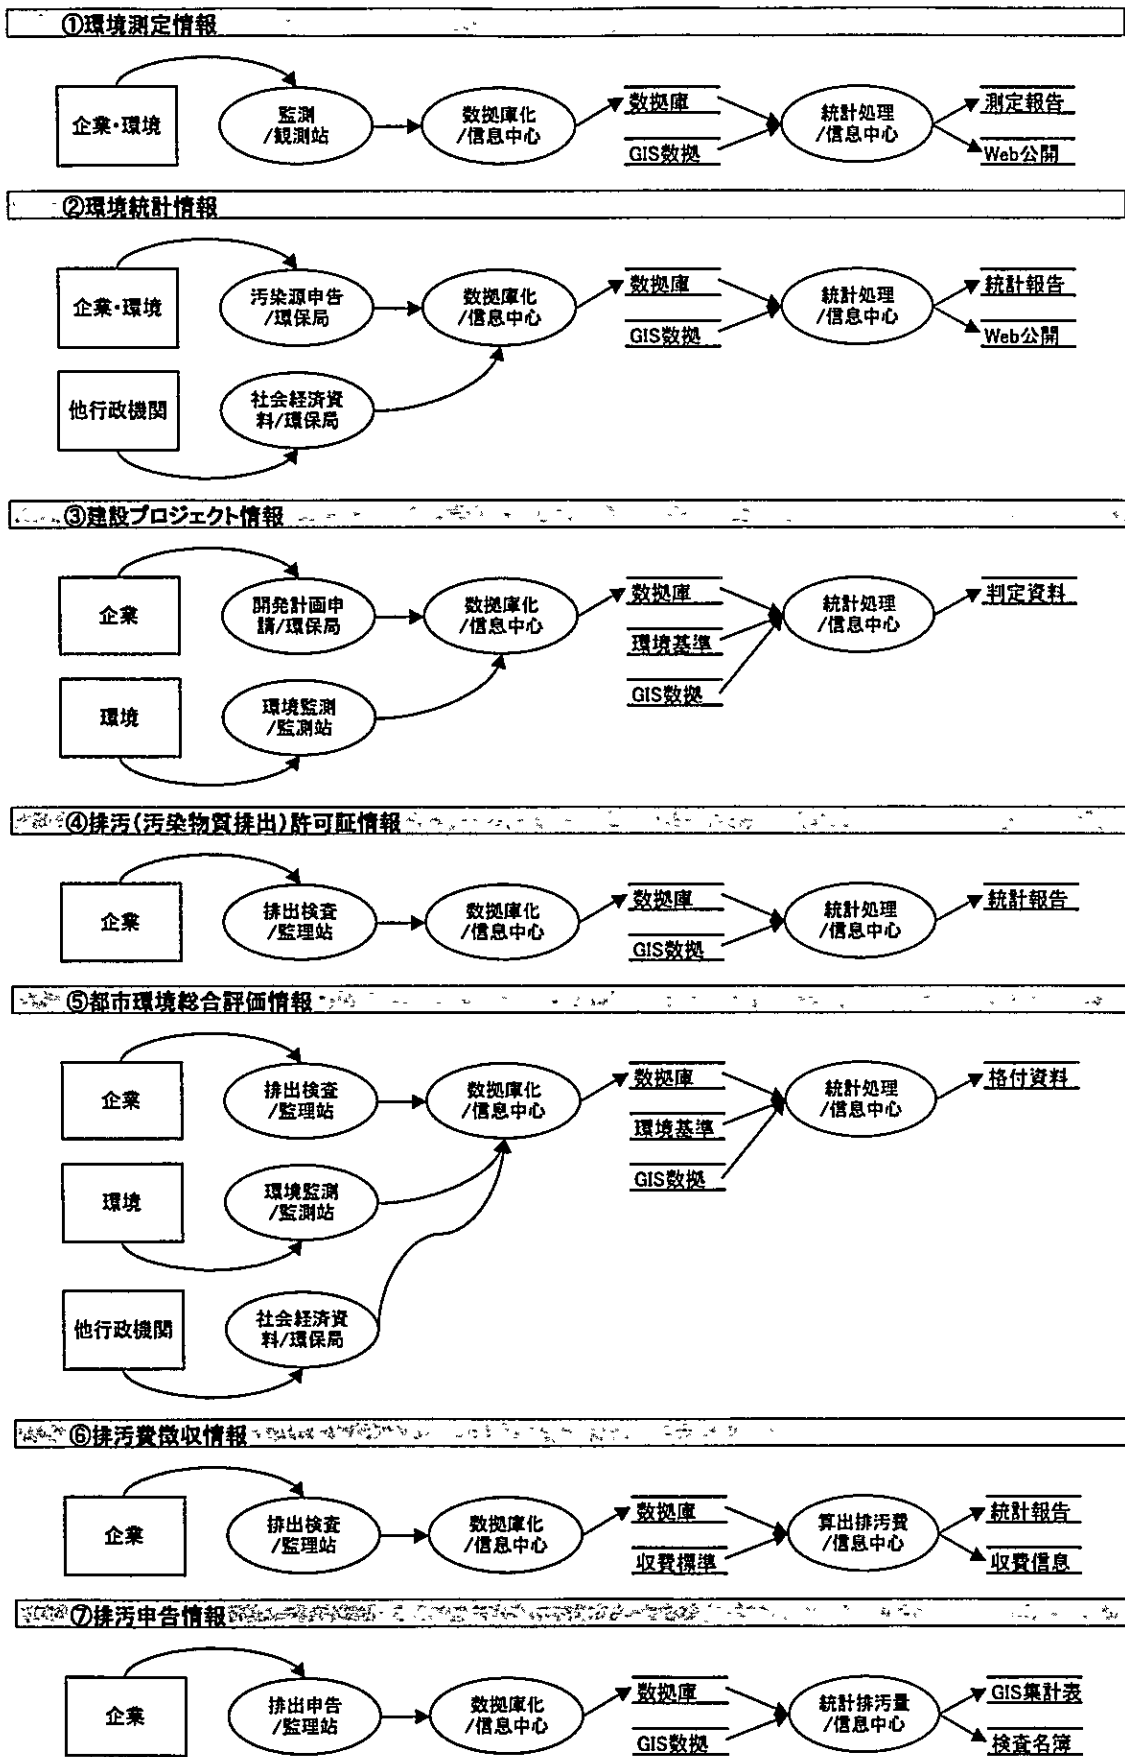 ①環境測定情報
企業・環境
監測
/観測站
数拠庫化
/信息中心
数拠庫
GIS数拠
統計処理
/信息中心
測定報告
Web公開
②環境統計情報
企業・環境
汚染源申告
/環保局
数拠庫化
/信息中心
数拠庫
GIS数拠
統計処理
/信息中心
統計報告
Web公開
他行政機関
社会経済資
料/環保局
③建設プロジェクト情報
企業
開発計画申
請/環保局
数拠庫化
/信息中心
数拠庫
環境基準
GIS数拠
統計処理
/信息中心
判定資料
環境
環境監測
/監測站
④排汚(汚染物質排出)許可証情報
企業
排出検査
/監理站
数拠庫化
/信息中心
数拠庫
GIS数拠
統計処理
/信息中心
統計報告
⑤都市環境総合評価情報
企業
排出検査
/監理站
数拠庫化
/信息中心
数拠庫
環境基準
GIS数拠
統計処理
/信息中心
格付資料
環境
環境監測
/監測站
他行政機関
社会経済資
料/環保局
⑥排汚費徴収情報
企業
排出検査
/監理站
数拠庫化
/信息中心
数拠庫
収費標準
算出排汚費
/信息中心
統計報告
収費信息
⑦排汚申告情報
企業
排出申告
/監理站
数拠庫化
/信息中心
数拠庫
GIS数拠
統計排汚量
/信息中心
GIS集計表
検査名簿